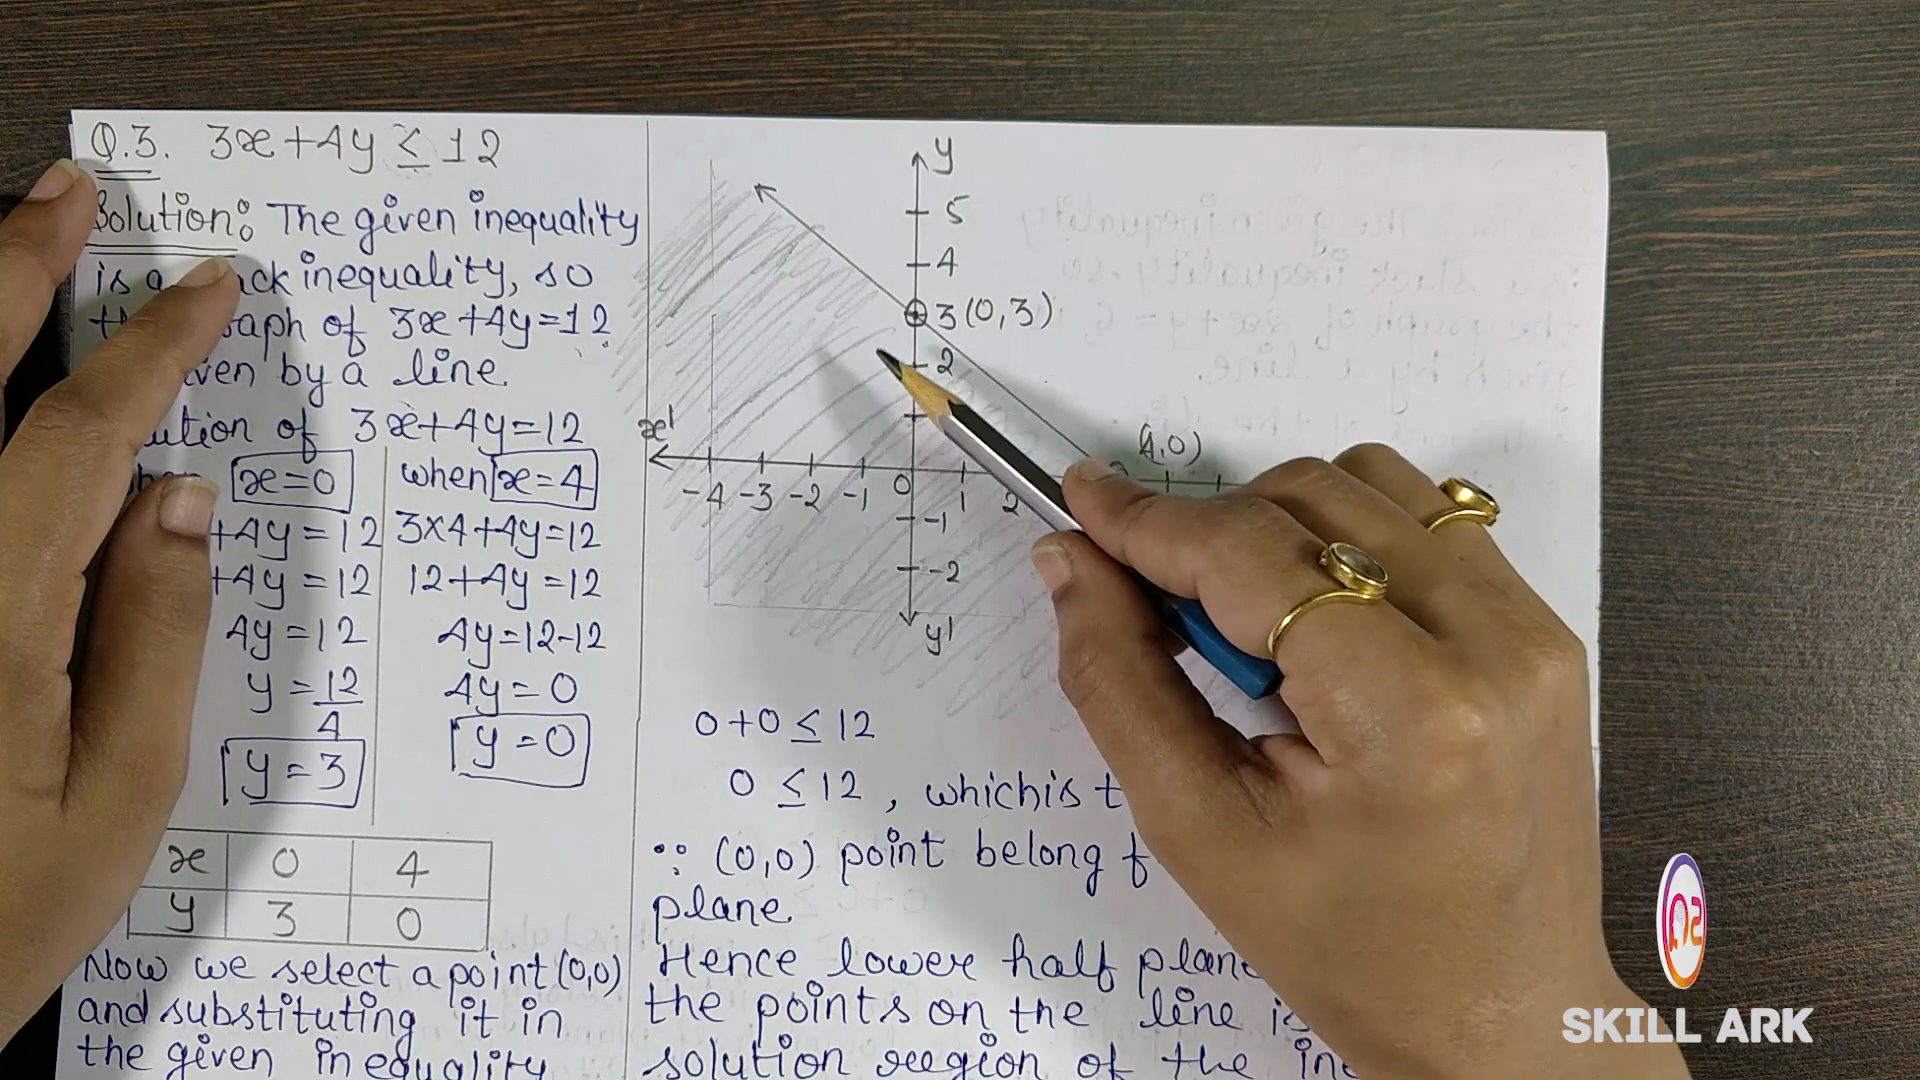 Q.3. 3x+4y ≤ 12
Solution: The given inequality
is a inequality, so
of 3x+4y=12
by a line.
of 3x+4y=12
x=0 when x=4
+4y=12 3×4+4y=12
+4y=12 12+4y=12
4y=12 4y=12-12
y=12/4 4y=0
y=3 y=0
x 0 4
y 3 0
Now we select a point (0,0)
and substituting it in
the given inequality
y
5
4
3 (0,3)
2
x' (4,0)
-4 -3 -2 -1 0 1 2
-1
-2
y'
0+0 ≤ 12
0 ≤ 12, which is
∵ (0,0) point belong
plane
Hence lower half plane
the points on the line is
solution region of the
SKILL ARK